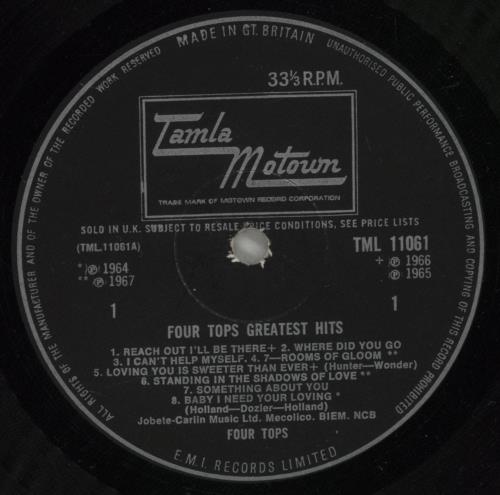 MADE IN GT. BRITAIN
UNAUTHORISED PUBLIC PERFORMANCE BROADCASTING AND COPYING OF THIS RECORD PROHIBITED
ALL RIGHTS OF THE MANUFACTURER AND OF THE OWNER OF THE RECORDED WORK RESERVED
33⅓ R.P.M.
Tamla
Motown
TRADE MARK OF MOTOWN RECORD CORPORATION
SOLD IN U.K. SUBJECT TO RESALE PRICE CONDITIONS, SEE PRICE LISTS
(TML 11061A) TML 11061
* ℗ 1964 + ℗ 1966
** ℗ 1967 ℗ 1965
1 1
FOUR TOPS GREATEST HITS
1. REACH OUT I'LL BE THERE + 2. WHERE DID YOU GO
3. I CAN'T HELP MYSELF. 4. 7—ROOMS OF GLOOM **
5. LOVING YOU IS SWEETER THAN EVER + (Hunter—Wonder)
6. STANDING IN THE SHADOWS OF LOVE **
7. SOMETHING ABOUT YOU
8. BABY I NEED YOUR LOVING *
(Holland—Dozier—Holland)
Jobete-Carlin Music Ltd. Mecolico. BIEM. NCB
FOUR TOPS
E.M.I. RECORDS LIMITED